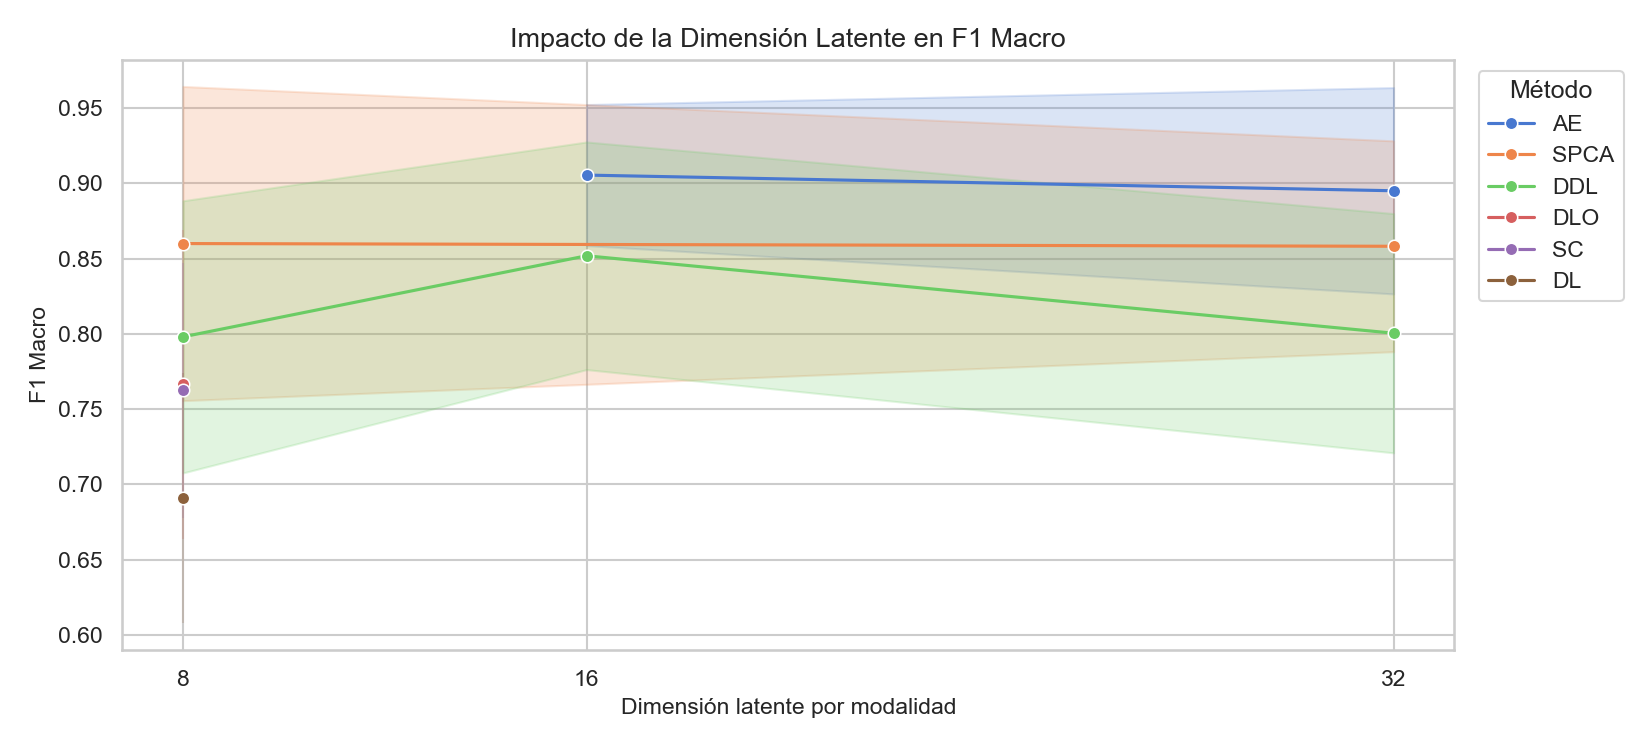 Impacto de la Dimensión Latente en F1 Macro
F1 Macro
0.95
0.90
0.85
0.80
0.75
0.70
0.65
0.60
8
16
32
Dimensión latente por modalidad
Método
AE
SPCA
DDL
DLO
SC
DL